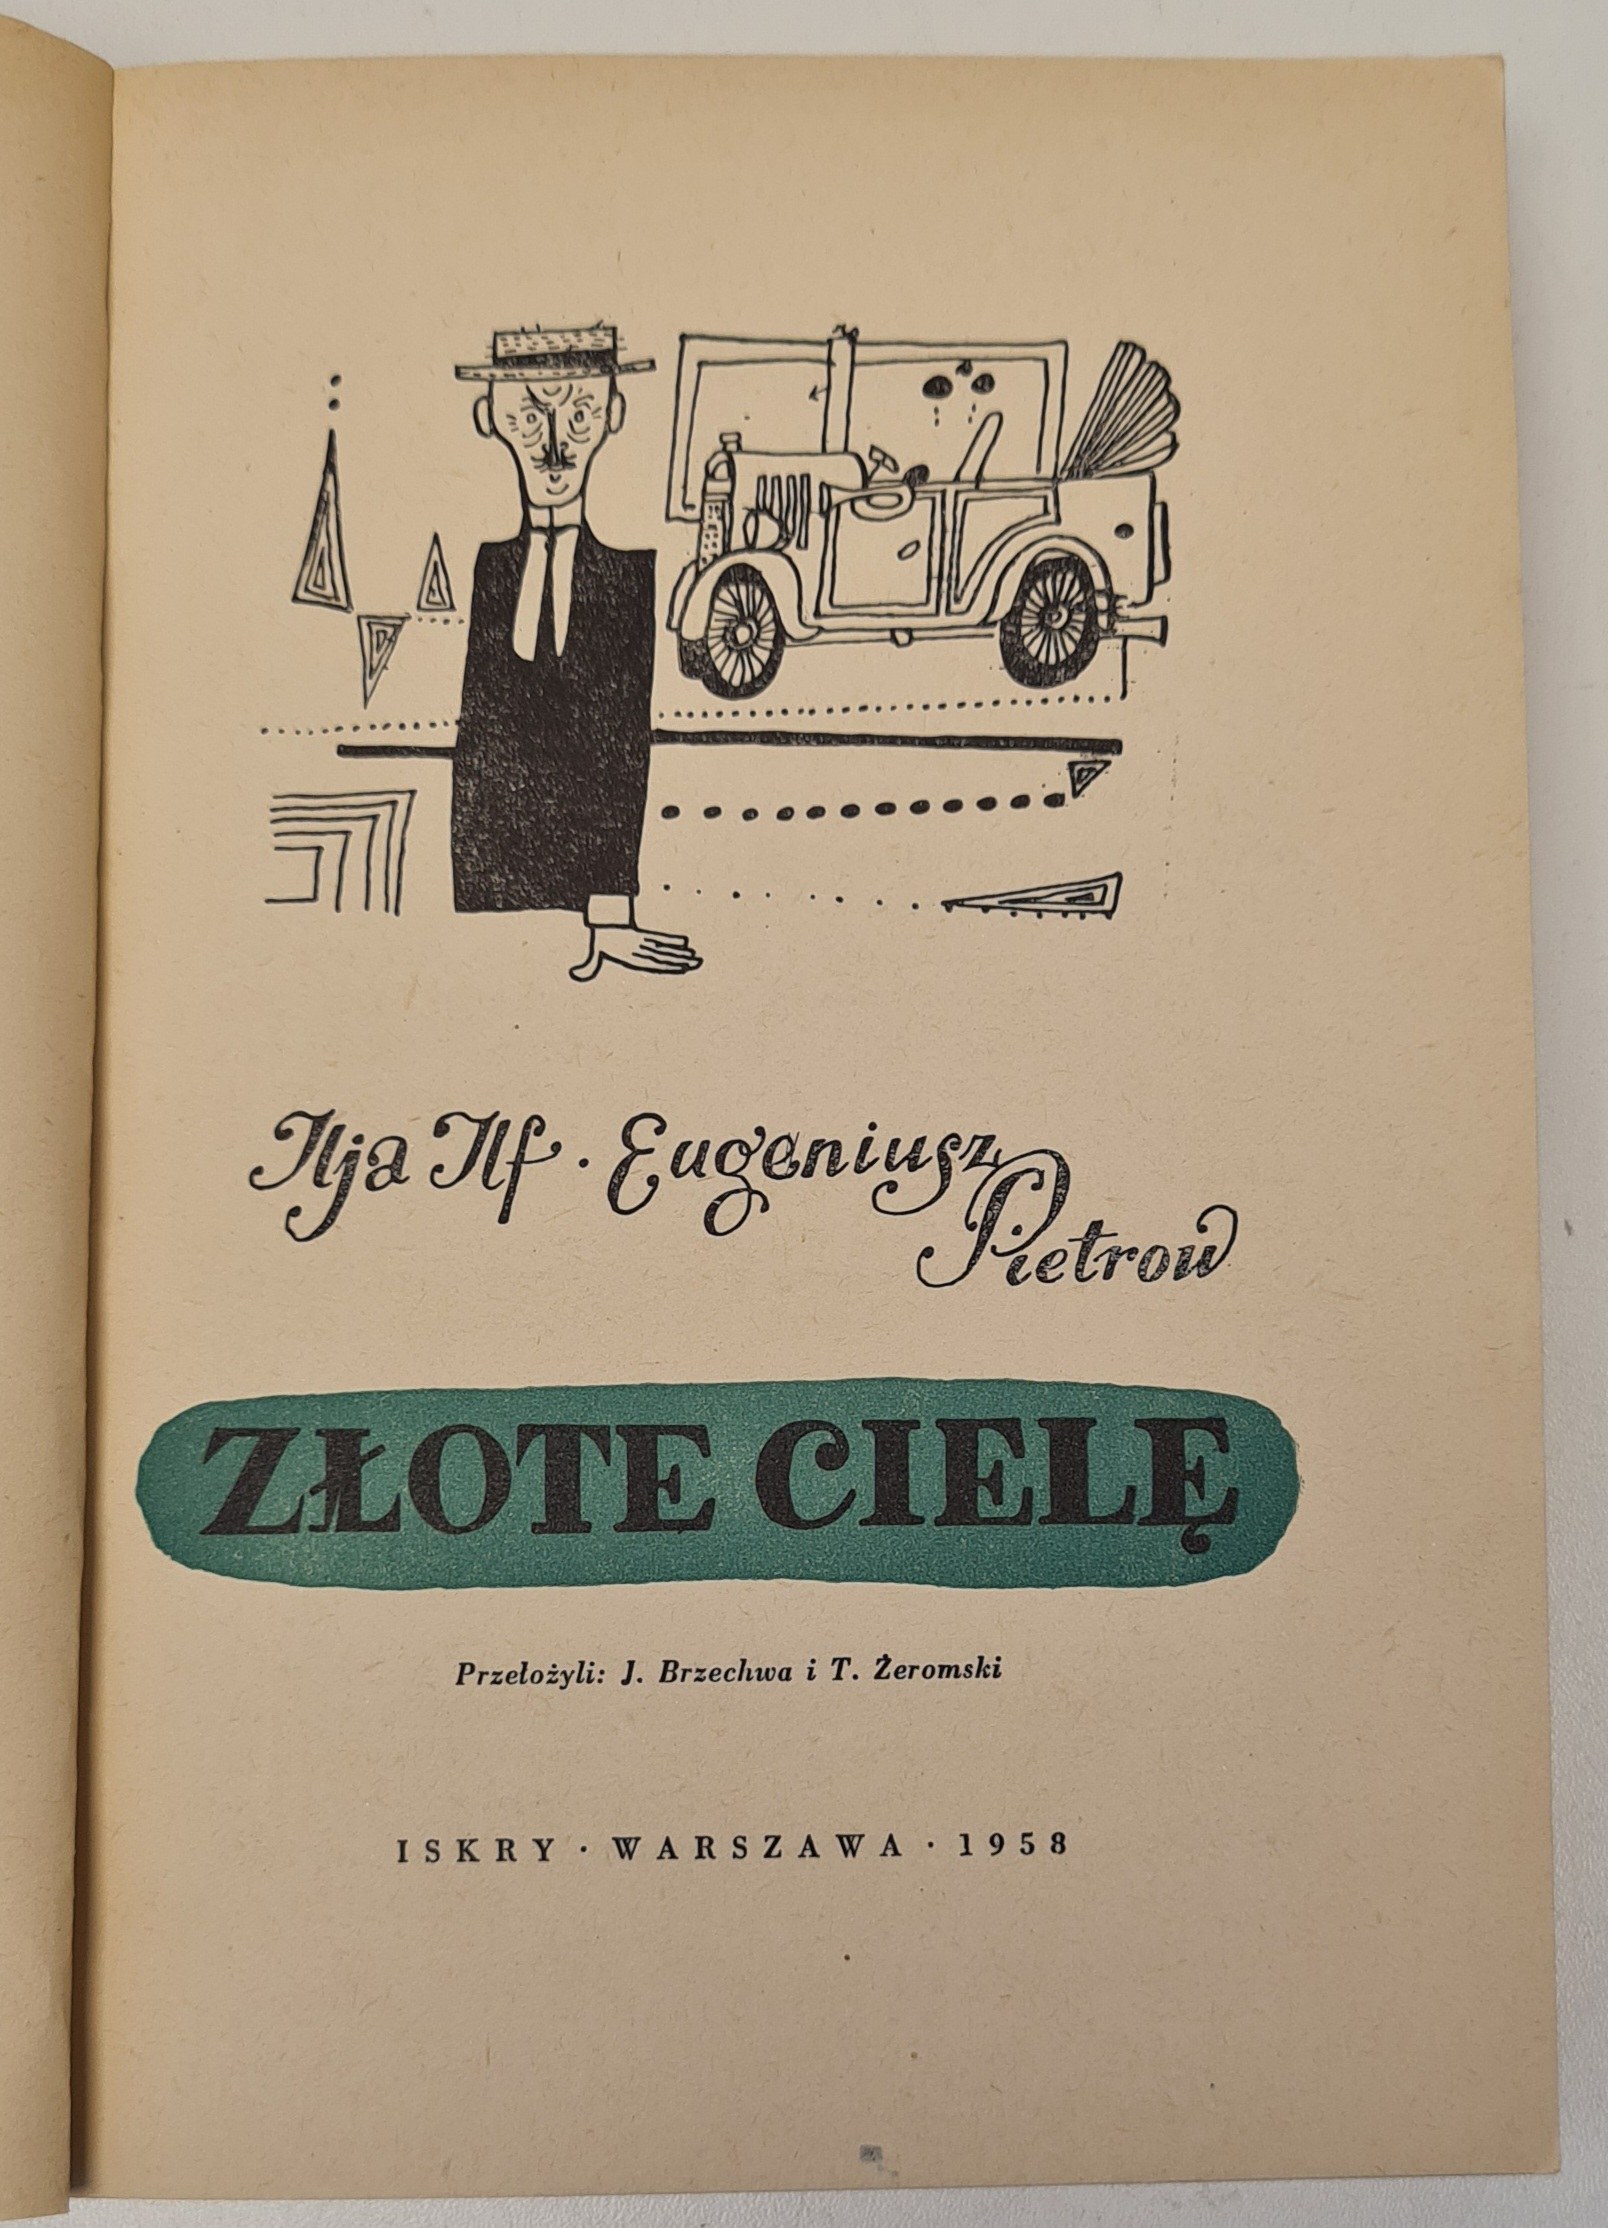 Ilja Ilf · Eugeniusz
Pietrow
ZŁOTE CIELĘ
Przełożyli: J. Brzechwa i T. Żeromski
ISKRY · WARSZAWA · 1958